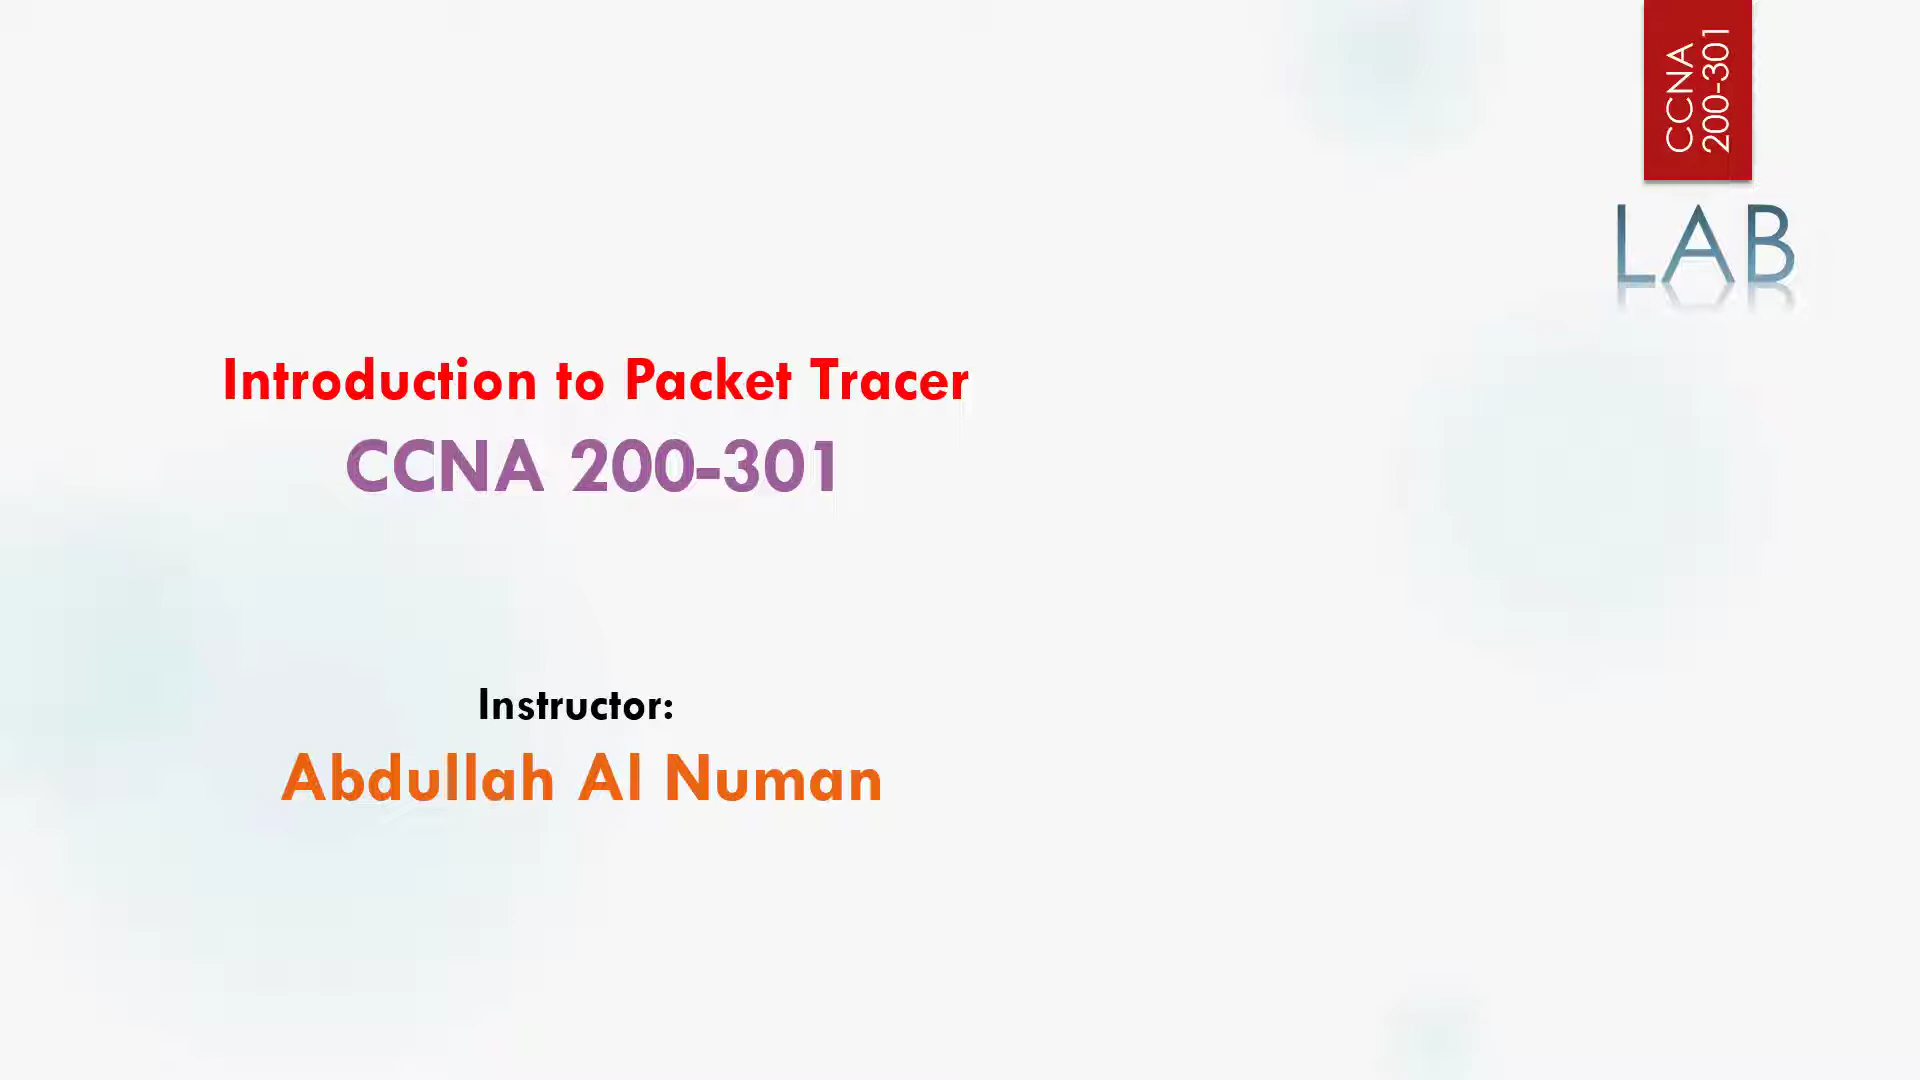 CCNA
200-301
LAB
Introduction to Packet Tracer
CCNA 200-301
Instructor:
Abdullah Al Numan